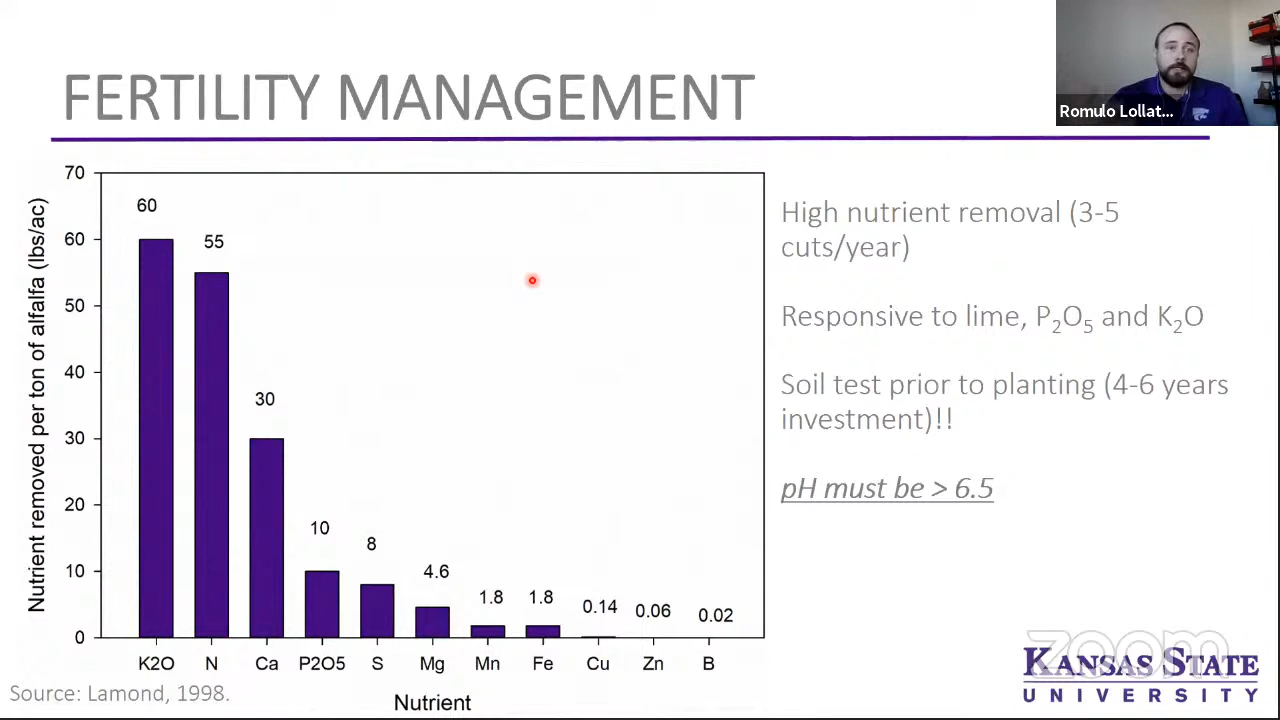 FERTILITY MANAGEMENT
Romulo Lollat...
70
60
50
40
30
20
10
0
Nutrient removed per ton of alfalfa (lbs/ac)
60
55
30
10
8
4.6
1.8
1.8
0.14
0.06
0.02
K2O N Ca P2O5 S Mg Mn Fe Cu Zn B
Nutrient
Source: Lamond, 1998.
High nutrient removal (3-5
cuts/year)
Responsive to lime, P₂O₅ and K₂O
Soil test prior to planting (4-6 years
investment)!!
pH must be > 6.5
zoom
KANSAS STATE
UNIVERSITY